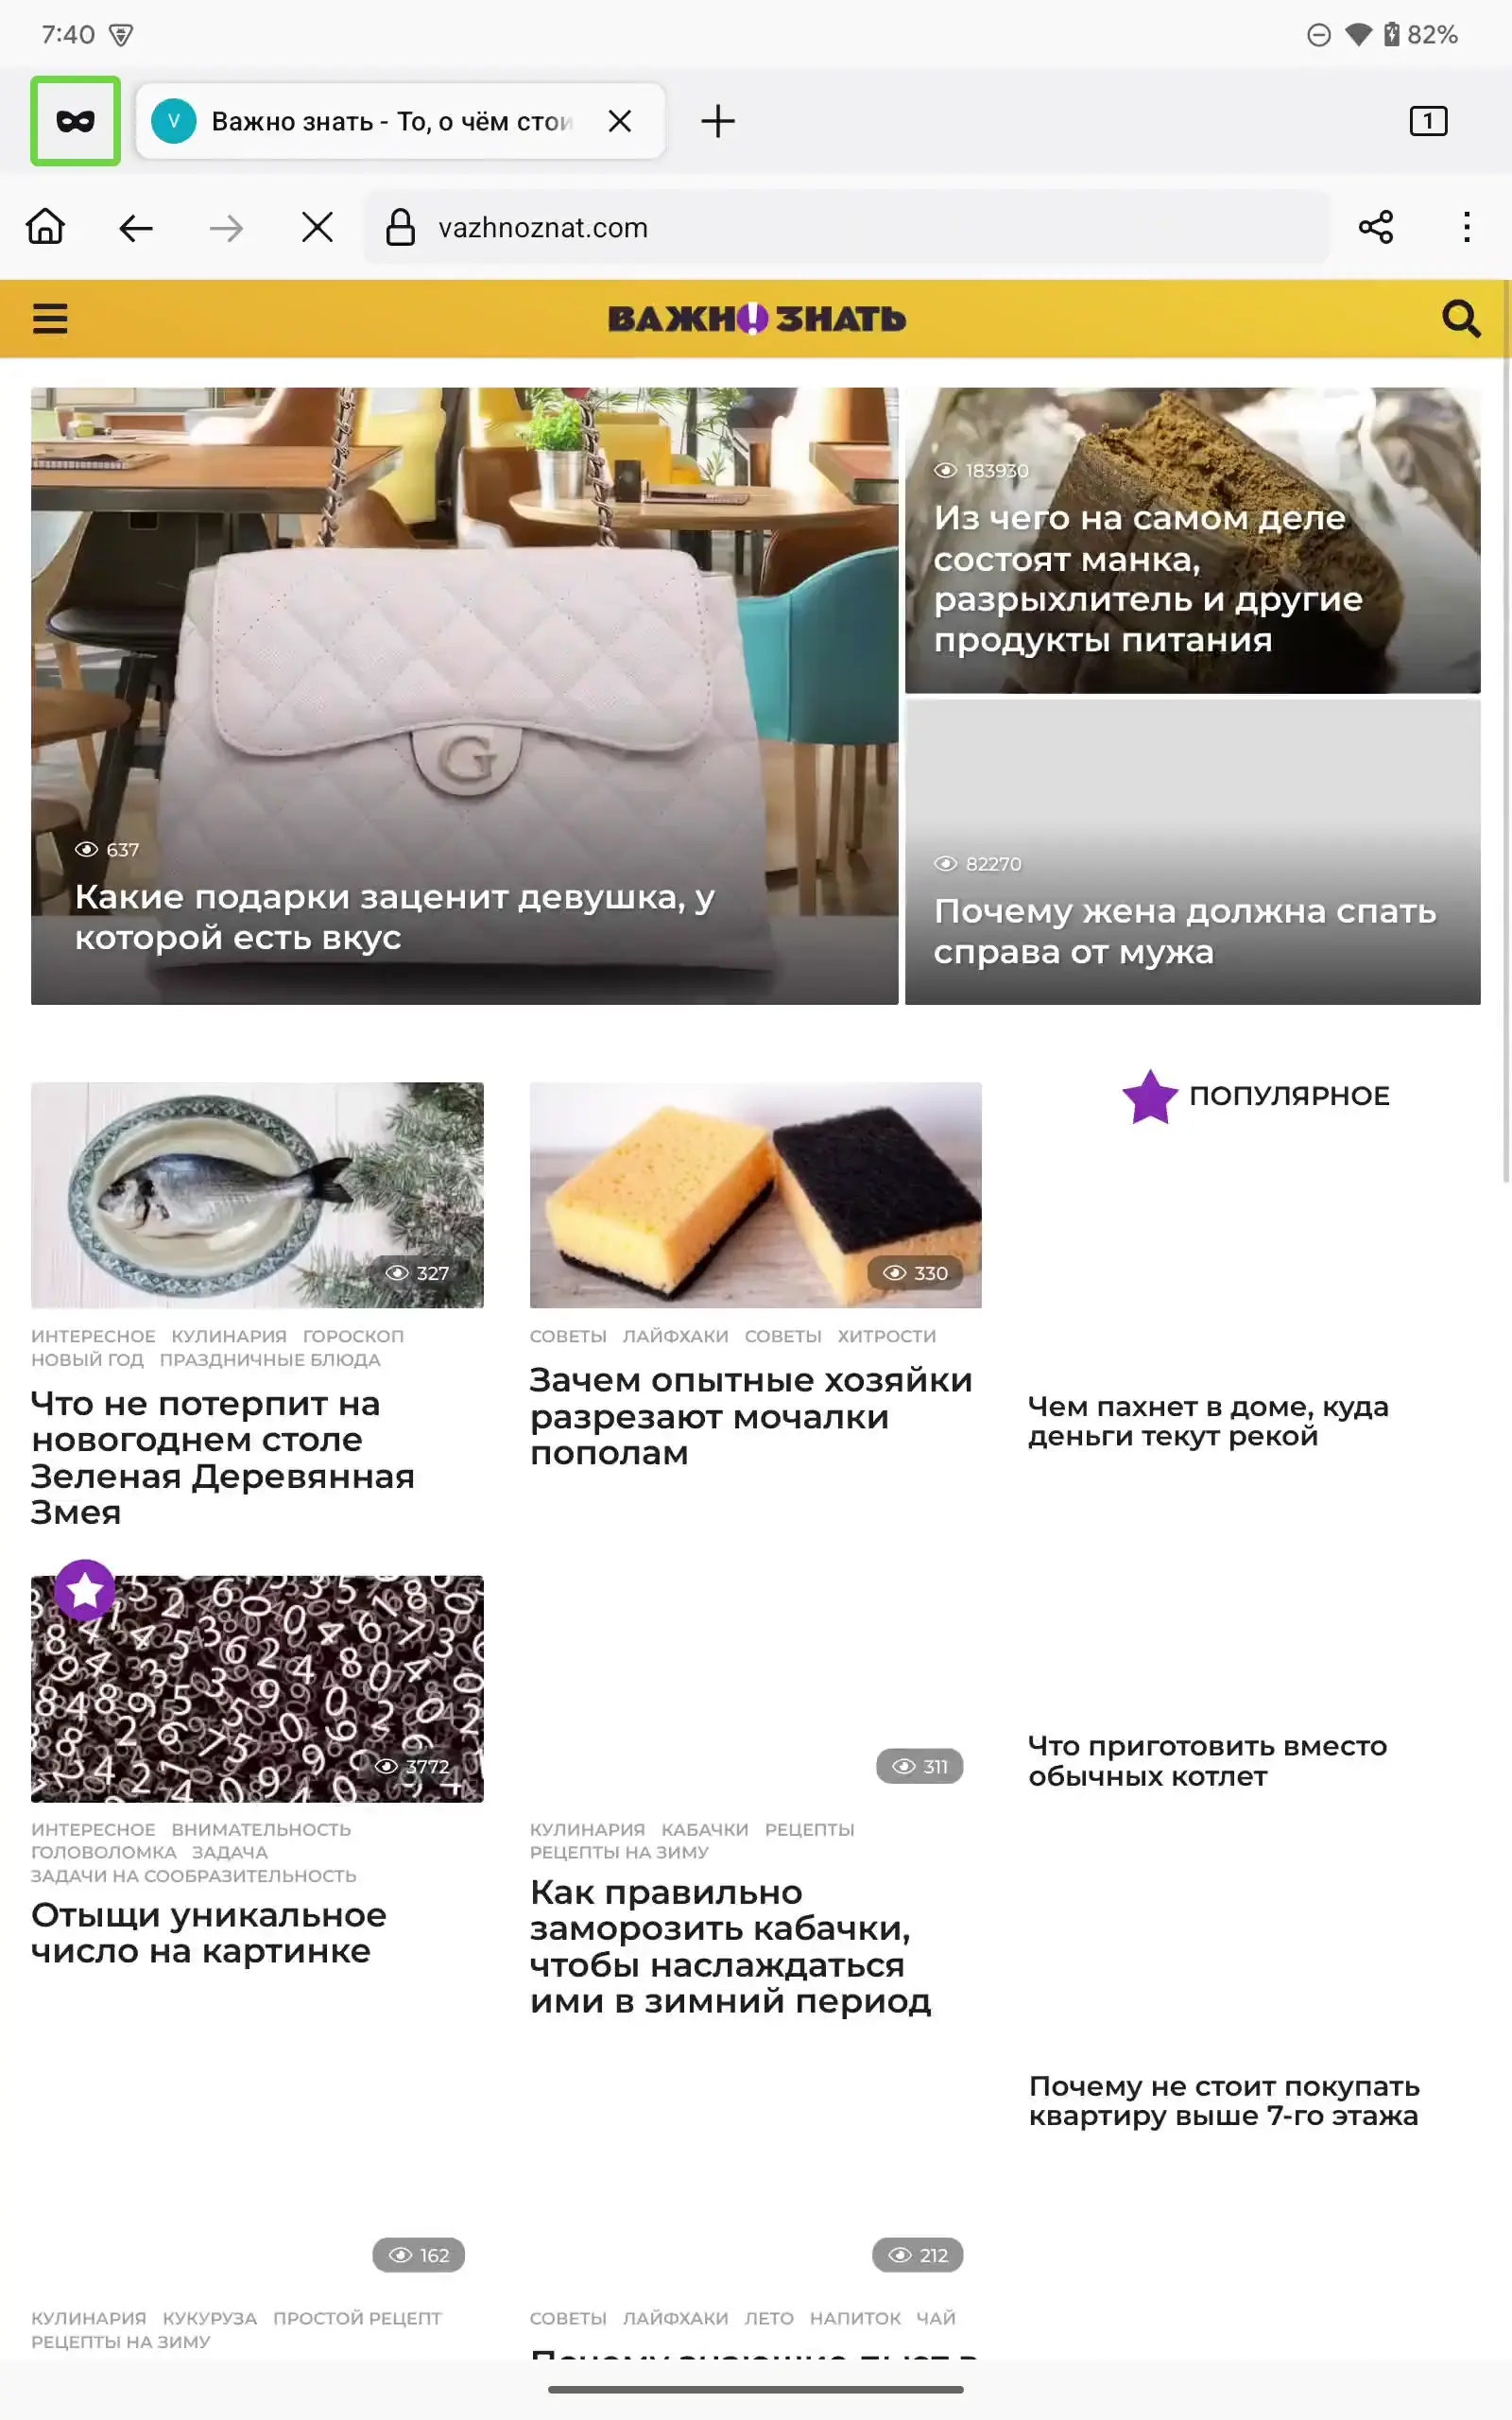 7:40
82%
V Важно знать - То, о чём стои
1
vazhnoznat.com
ВАЖН!ЗНАТЬ
G
637
Какие подарки заценит девушка, у
которой есть вкус
183930
Из чего на самом деле
состоят манка,
разрыхлитель и другие
продукты питания
82270
Почему жена должна спать
справа от мужа
327
ИНТЕРЕСНОЕ КУЛИНАРИЯ ГОРОСКОП
НОВЫЙ ГОД ПРАЗДНИЧНЫЕ БЛЮДА
Что не потерпит на
новогоднем столе
Зеленая Деревянная
Змея
330
СОВЕТЫ ЛАЙФХАКИ СОВЕТЫ ХИТРОСТИ
Зачем опытные хозяйки
разрезают мочалки
пополам
3772
ИНТЕРЕСНОЕ ВНИМАТЕЛЬНОСТЬ
ГОЛОВОЛОМКА ЗАДАЧА
ЗАДАЧИ НА СООБРАЗИТЕЛЬНОСТЬ
Отыщи уникальное
число на картинке
311
КУЛИНАРИЯ КАБАЧКИ РЕЦЕПТЫ
РЕЦЕПТЫ НА ЗИМУ
Как правильно
заморозить кабачки,
чтобы наслаждаться
ими в зимний период
162
КУЛИНАРИЯ КУКУРУЗА ПРОСТОЙ РЕЦЕПТ
РЕЦЕПТЫ НА ЗИМУ
212
СОВЕТЫ ЛАЙФХАКИ ЛЕТО НАПИТОК ЧАЙ
ПОПУЛЯРНОЕ
Чем пахнет в доме, куда
деньги текут рекой
Что приготовить вместо
обычных котлет
Почему не стоит покупать
квартиру выше 7-го этажа